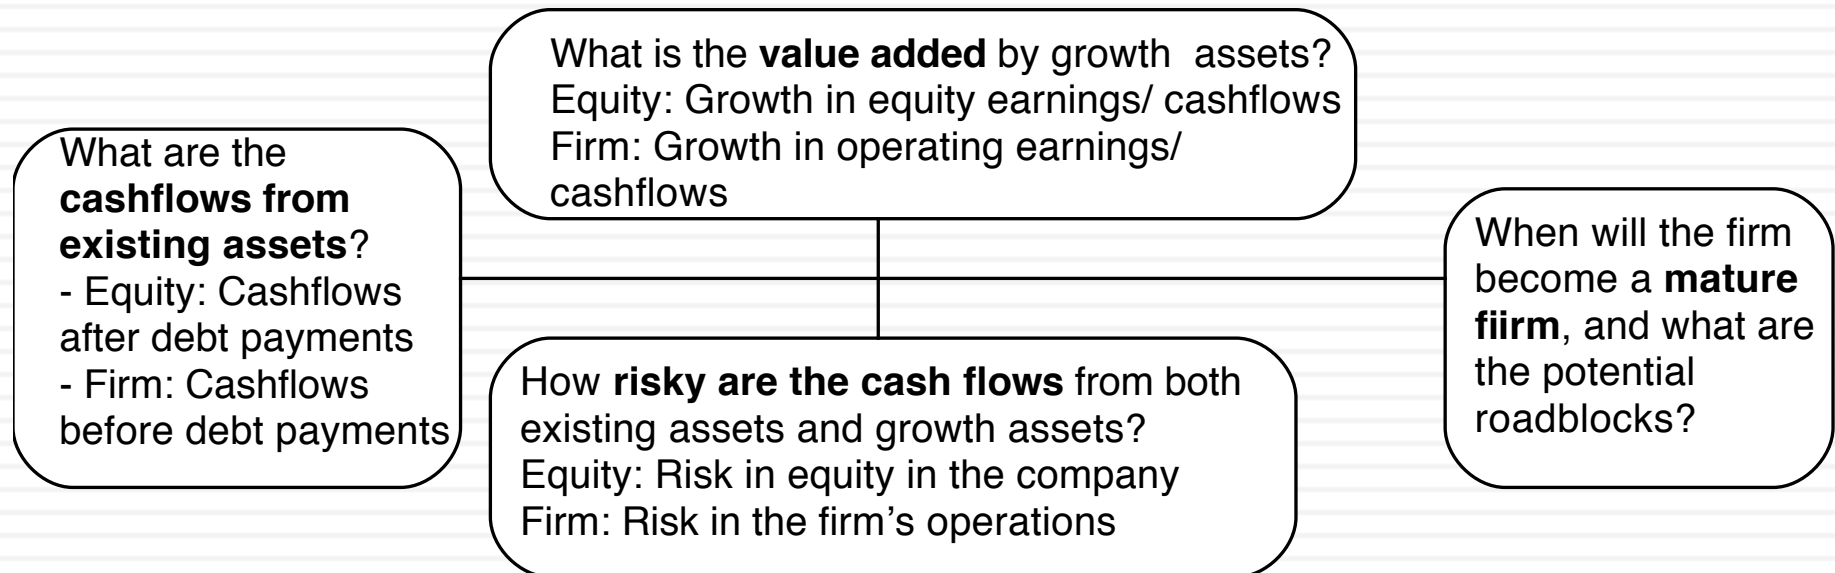 What is the value added by growth assets?
Equity: Growth in equity earnings/ cashflows
Firm: Growth in operating earnings/
cashflows
What are the
cashflows from
existing assets?
- Equity: Cashflows
after debt payments
- Firm: Cashflows
before debt payments
How risky are the cash flows from both
existing assets and growth assets?
Equity: Risk in equity in the company
Firm: Risk in the firm’s operations
When will the firm
become a mature
fiirm, and what are
the potential
roadblocks?